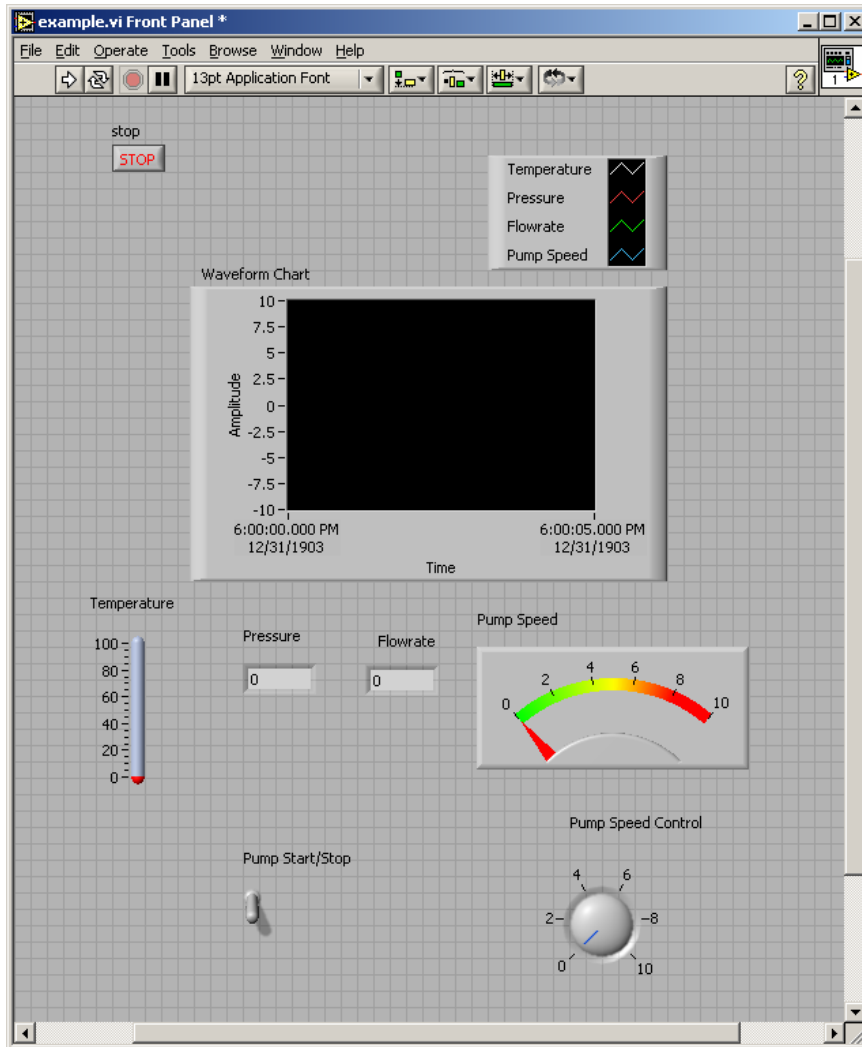 example.vi Front Panel *
File Edit Operate Tools Browse Window Help
13pt Application Font
?
1
stop
STOP
Temperature
Pressure
Flowrate
Pump Speed
Waveform Chart
10
7.5
5
2.5
0
-2.5
-5
-7.5
-10
Amplitude
6:00:00.000 PM 6:00:05.000 PM
12/31/1903 12/31/1903
Time
Temperature
100
80
60
40
20
0
Pressure
0
Flowrate
0
Pump Speed
0 2 4 6 8 10
Pump Start/Stop
Pump Speed Control
0 2 4 6 8 10